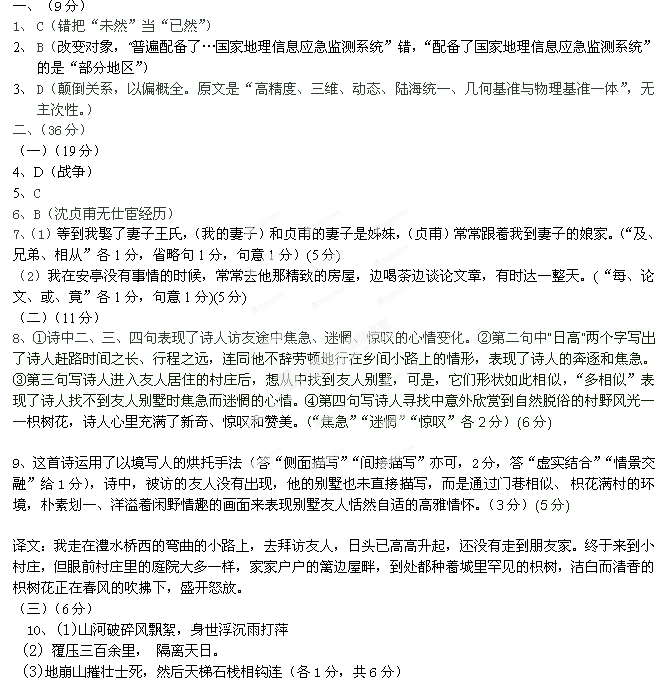 一、（9分）
1、 C（错把“未然”当“已然”）
2、 B（改变对象，“普遍配备了…国家地理信息应急监测系统”错，“配备了国家地理信息应急监测系统”
的是“部分地区”）
3、 D（颠倒关系，以偏概全。原文是“高精度、三维、动态、陆海统一、几何基准与物理基准一体”，无
主次性。）
二、（36分）
（一）（19分）
4、D（战争）
5、C
6、B（沈贞甫无仕宦经历）
7、（1）等到我娶了妻子王氏，（我的妻子）和贞甫的妻子是姊妹，（贞甫）常常跟着我到妻子的娘家。（“及、
兄弟、相从”各1分，省略句1分，句意1分）（5分）
（2）我在安亭没有事情的时候，常常去他那精致的房屋，边喝茶边谈论文章，有时达一整天。（“每、论
文、或、竟”各1分，句意1分)(5分）
（二）（11分）
8、①诗中二、三、四句表现了诗人访友途中焦急、迷惘、惊叹的心情变化。②第二句中“日高”两个字写出
了诗人赶路时间之长、行程之远，连同他不辞劳顿地行在乡间小路上的情形，表现了诗人的奔逐和焦急。
③第三句写诗人进入友人居住的村庄后，想从中找到友人别墅，可是，它们形状如此相似，“多相似”表
现了诗人找不到友人别墅时焦急而迷惘的心情。④第四句写诗人寻找中意外欣赏到自然脱俗的村野风光一
一枳树花，诗人心里充满了新奇、惊叹和赞美。（“焦急”“迷惘”“惊叹”各2分）（6分）
9、这首诗运用了以境写人的烘托手法（答“侧面描写”“间接描写”亦可，2分，答“虚实结合”“情景交
融”给1分），诗中，被访的友人没有出现，他的别墅也未直接描写，而是通过门巷相似、枳花满村的环
境，朴素划一、洋溢着闲野情趣的画面来表现别墅友人恬然自适的高雅情怀。（3分）(5分）
译文：我走在澧水桥西的弯曲的小路上，去拜访友人，日头已高高升起，还没有走到朋友家。终于来到小
村庄，但眼前村庄里的庭院大多一样，家家户户的篱边屋畔，到处都种着城里罕见的枳树，洁白而清香的
枳树花正在春风的吹拂下，盛开怒放。
（三）（6分）
10、(1)山河破碎风飘絮，身世浮沉雨打萍
(2) 覆压三百余里， 隔离天日。
(3)地崩山摧壮士死，然后天梯石栈相钩连（各1分，共6分）